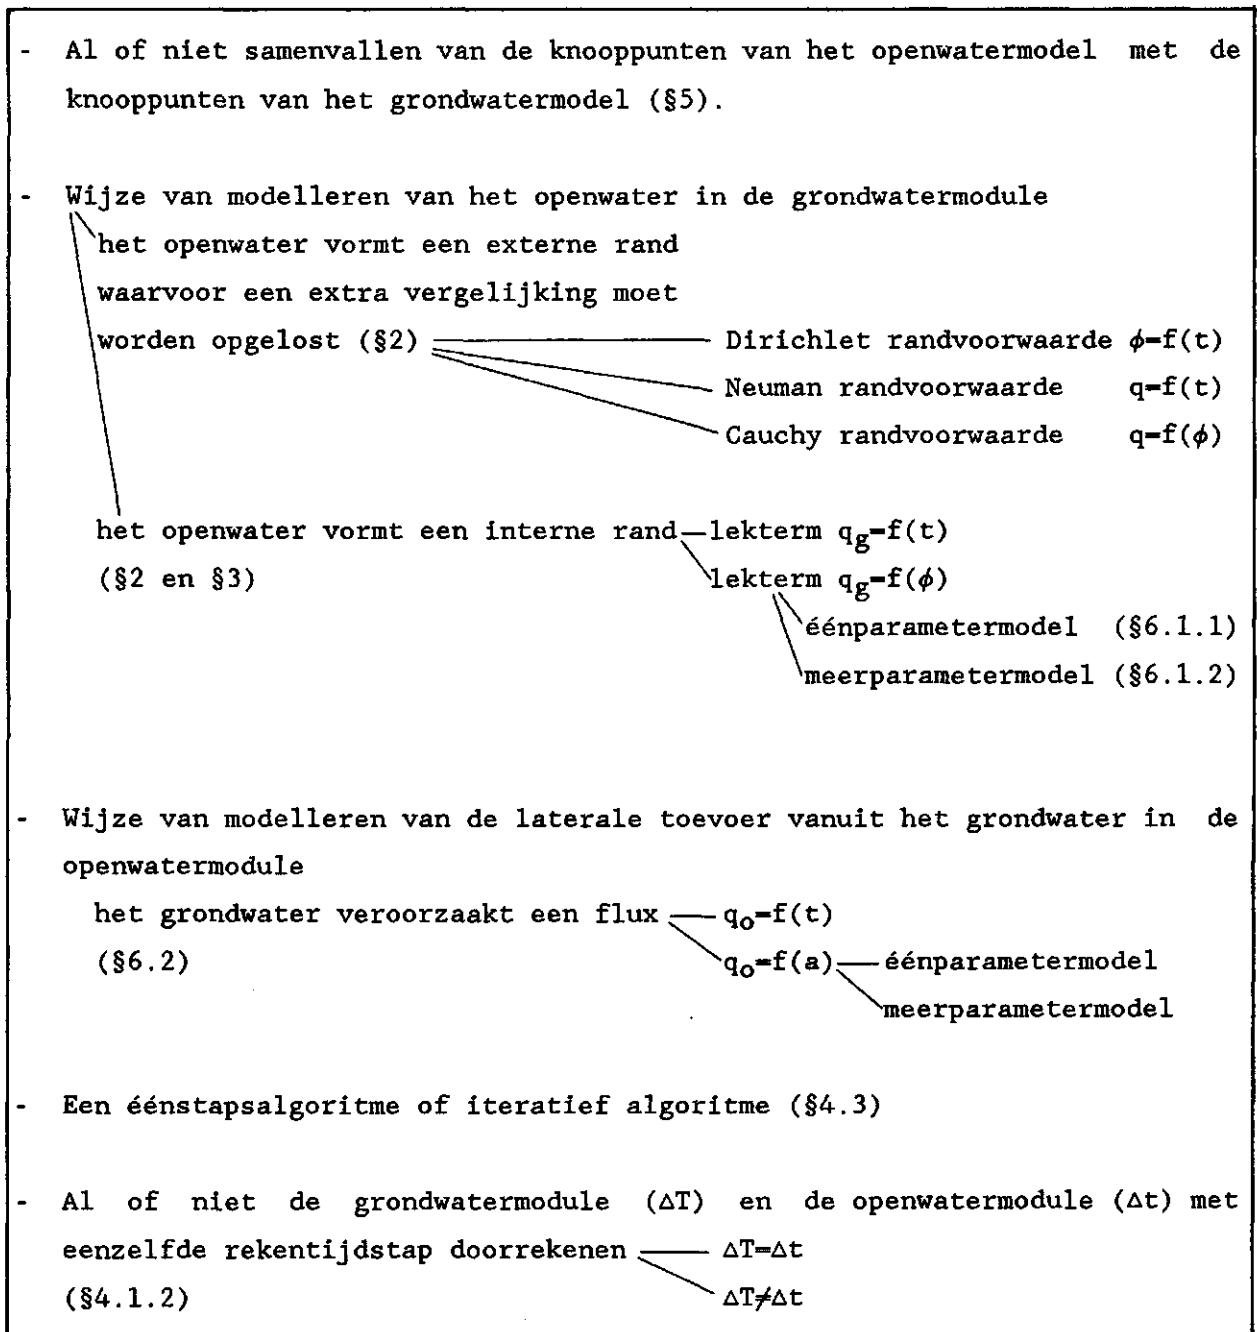 - Al of niet samenvallen van de knooppunten van het openwatermodel met de
knooppunten van het grondwatermodel (§5).
- Wijze van modelleren van het openwater in de grondwatermodule
het openwater vormt een externe rand
waarvoor een extra vergelijking moet
worden opgelost (§2) Dirichlet randvoorwaarde ϕ=f(t)
Neuman randvoorwaarde q=f(t)
Cauchy randvoorwaarde q=f(ϕ)
het openwater vormt een interne rand lekterm qg=f(t)
(§2 en §3) lekterm qg=f(ϕ)
éénparametermodel (§6.1.1)
meerparametermodel (§6.1.2)
- Wijze van modelleren van de laterale toevoer vanuit het grondwater in de
openwatermodule
het grondwater veroorzaakt een flux qo=f(t)
(§6.2) qo=f(a) éénparametermodel
meerparametermodel
- Een éénstapsalgoritme of iteratief algoritme (§4.3)
- Al of niet de grondwatermodule (ΔT) en de openwatermodule (Δt) met
eenzelfde rekentijdstap doorrekenen ΔT=Δt
(§4.1.2) ΔT≠Δt